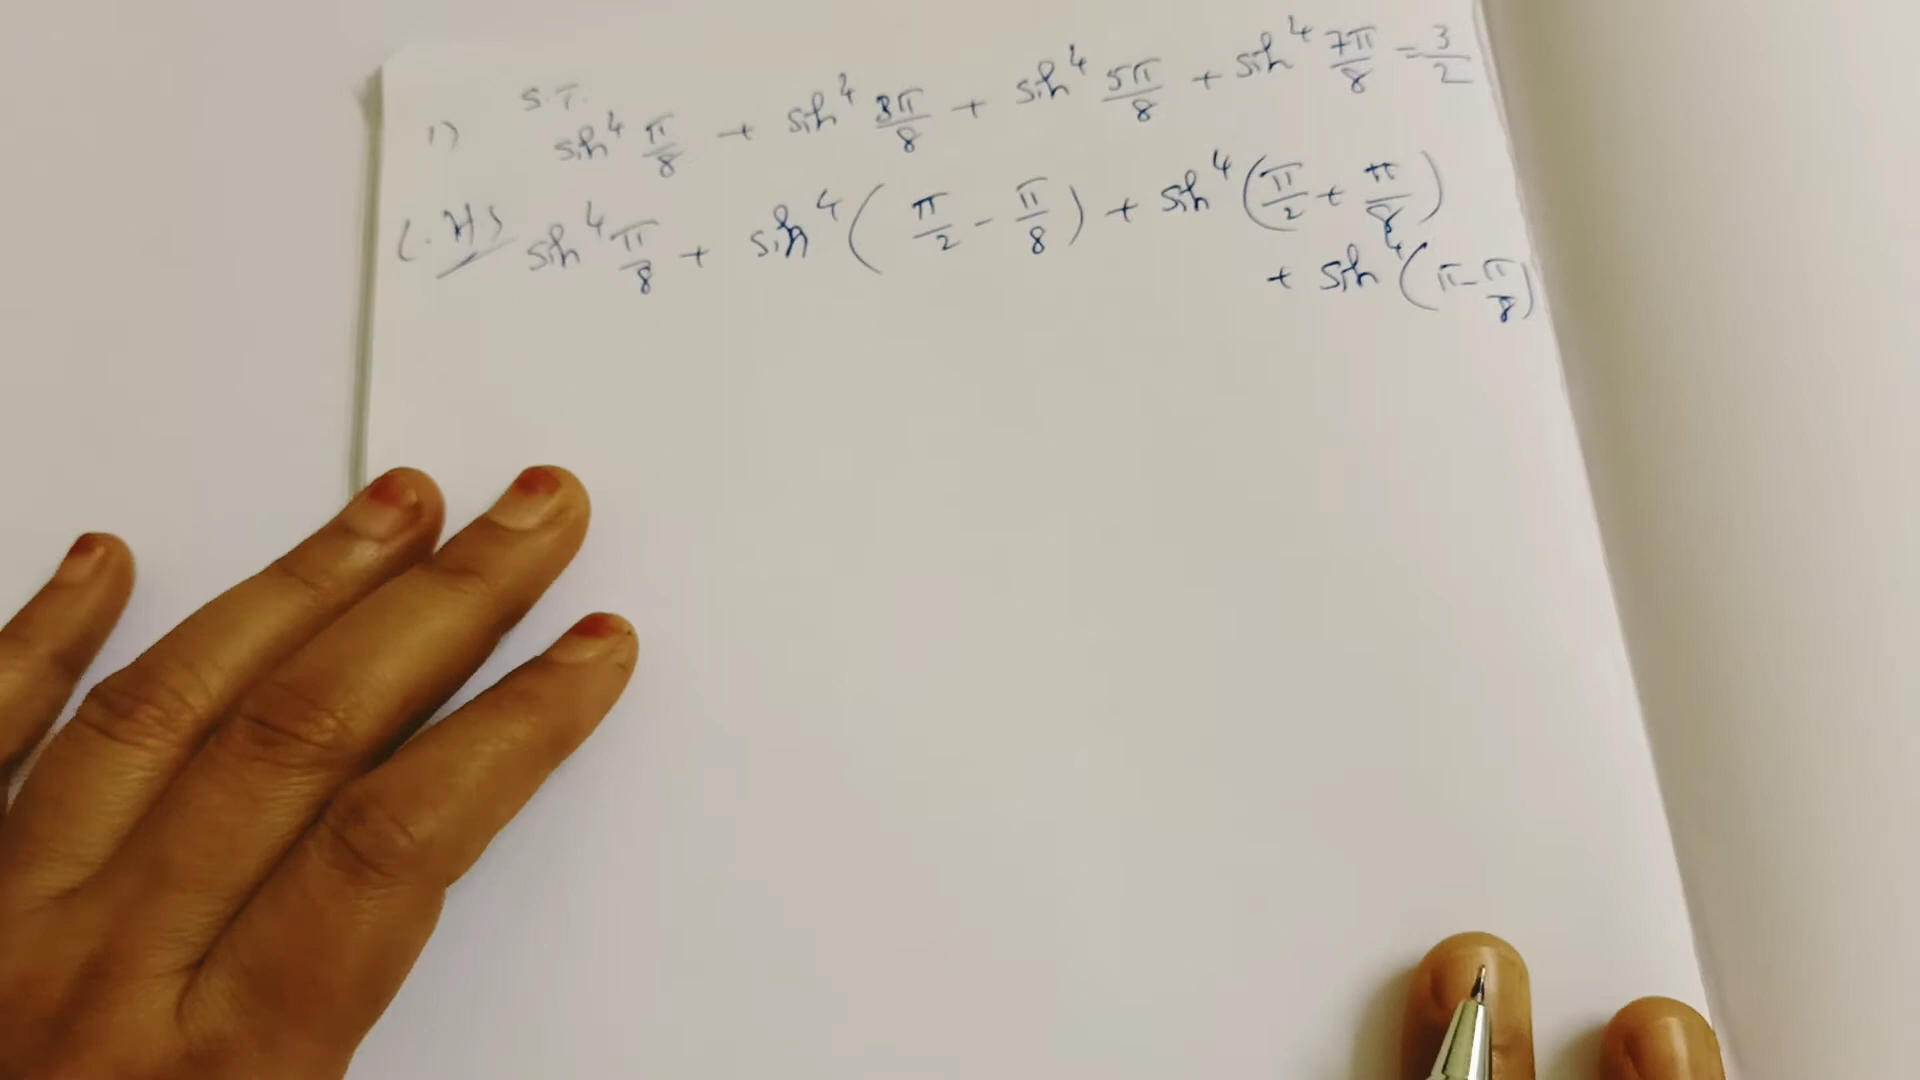 S.T.
1) sin⁴ π/8 + sin⁴ 3π/8 + sin⁴ 5π/8 + sin⁴ 7π/8 = 3/2
L.H.S sin⁴ π/8 + sin⁴ (π/2 - π/8) + sin⁴ (π/2 + π/8)
+ sin⁴ (π - π/8)